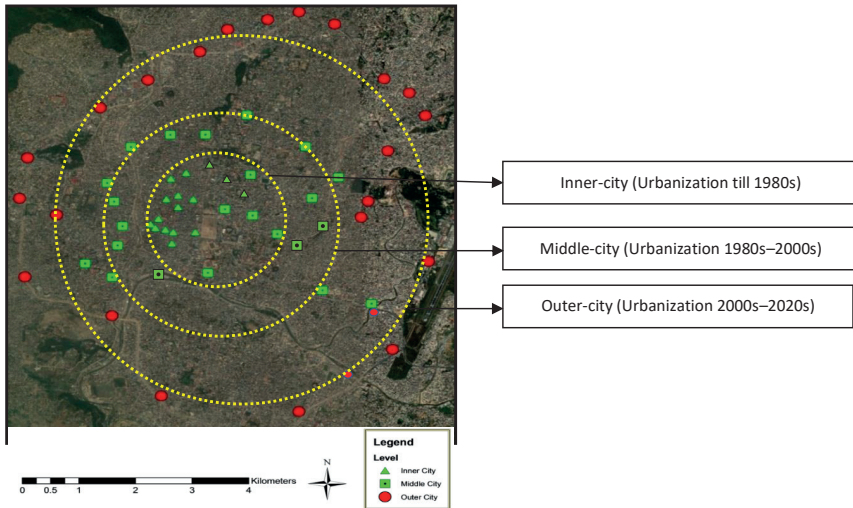 Inner-city (Urbanization till 1980s)
Middle-city (Urbanization 1980s–2000s)
Outer-city (Urbanization 2000s–2020s)
Legend
Level
Inner City
Middle City
Outer City
0 0.5 1 2 3 4 Kilometers
N